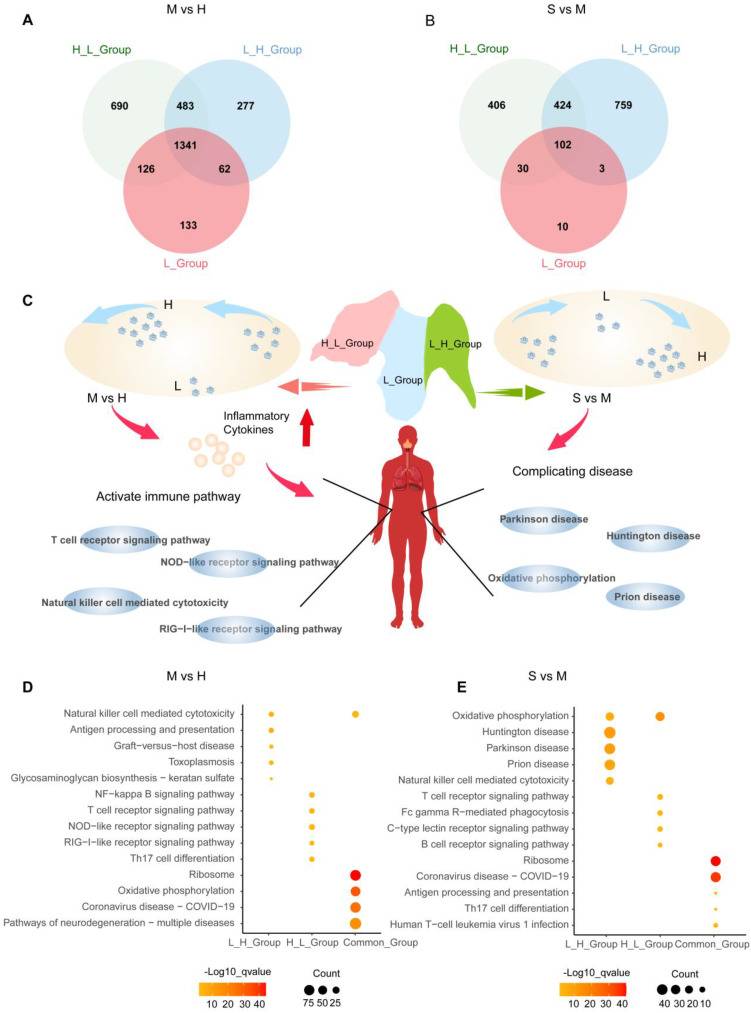 A
M vs H
B
S vs M
H_L_Group
L_H_Group
690
483
277
1341
126
62
133
L_Group
H_L_Group
L_H_Group
406
424
759
102
30
3
10
L_Group
C
H
L
M vs H
H_L_Group
L_Group
L_H_Group
L
H
S vs M
Inflammatory
Cytokines
Activate immune pathway
Complicating disease
T cell receptor signaling pathway
NOD−like receptor signaling pathway
Natural killer cell mediated cytotoxicity
RIG−I−like receptor signaling pathway
Parkinson disease
Huntington disease
Oxidative phosphorylation
Prion disease
D
M vs H
Natural killer cell mediated cytotoxicity
Antigen processing and presentation
Graft−versus−host disease
Toxoplasmosis
Glycosaminoglycan biosynthesis − keratan sulfate
NF−kappa B signaling pathway
T cell receptor signaling pathway
NOD−like receptor signaling pathway
RIG−I−like receptor signaling pathway
Th17 cell differentiation
Ribosome
Oxidative phosphorylation
Coronavirus disease − COVID−19
Pathways of neurodegeneration − multiple diseases
L_H_Group H_L_Group Common_Group
-Log10_qvalue
10 20 30 40
Count
75 50 25
E
S vs M
Oxidative phosphorylation
Huntington disease
Parkinson disease
Prion disease
Natural killer cell mediated cytotoxicity
T cell receptor signaling pathway
Fc gamma R−mediated phagocytosis
C−type lectin receptor signaling pathway
B cell receptor signaling pathway
Ribosome
Coronavirus disease − COVID−19
Antigen processing and presentation
Th17 cell differentiation
Human T−cell leukemia virus 1 infection
L_H_Group H_L_Group Common_Group
-Log10_qvalue
10 20 30 40
Count
40 30 20 10